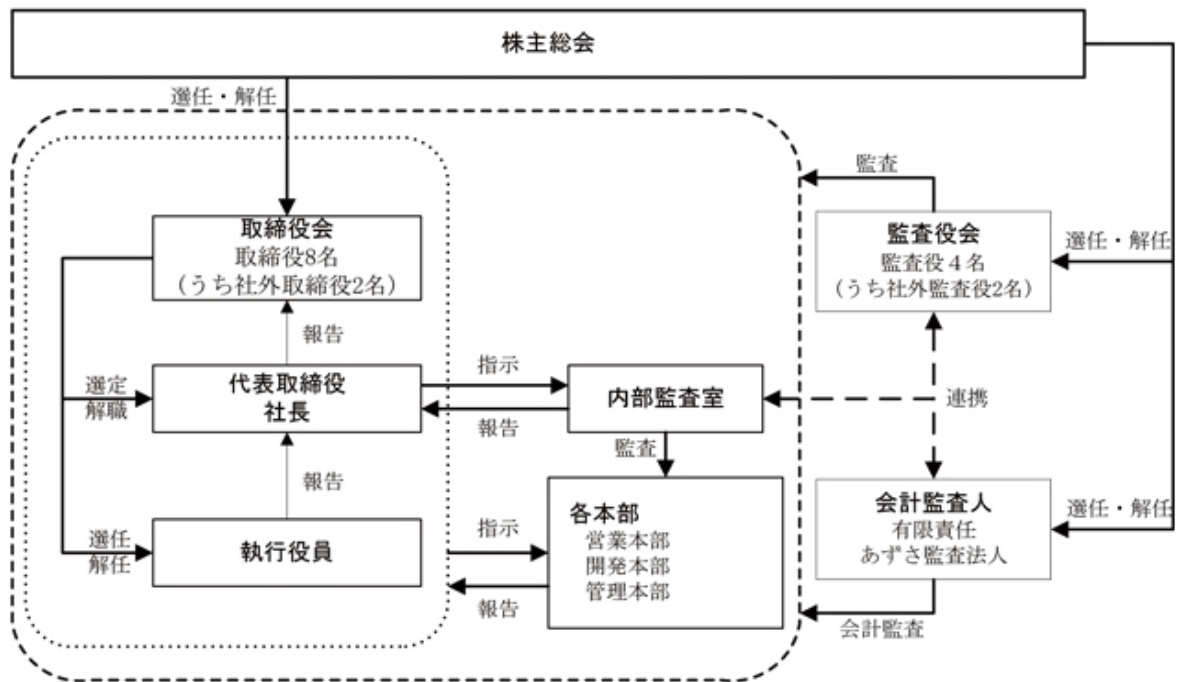 株主総会
選任・解任
監査
取締役会
取締役8名
（うち社外取締役2名）
監査役会
監査役４名
（うち社外監査役2名）
選任・解任
報告
選定
解職
代表取締役
社長
指示
報告
内部監査室
連携
監査
報告
選任
解任
執行役員
指示
報告
各本部
営業本部
開発本部
管理本部
会計監査人
有限責任
あずさ監査法人
選任・解任
会計監査